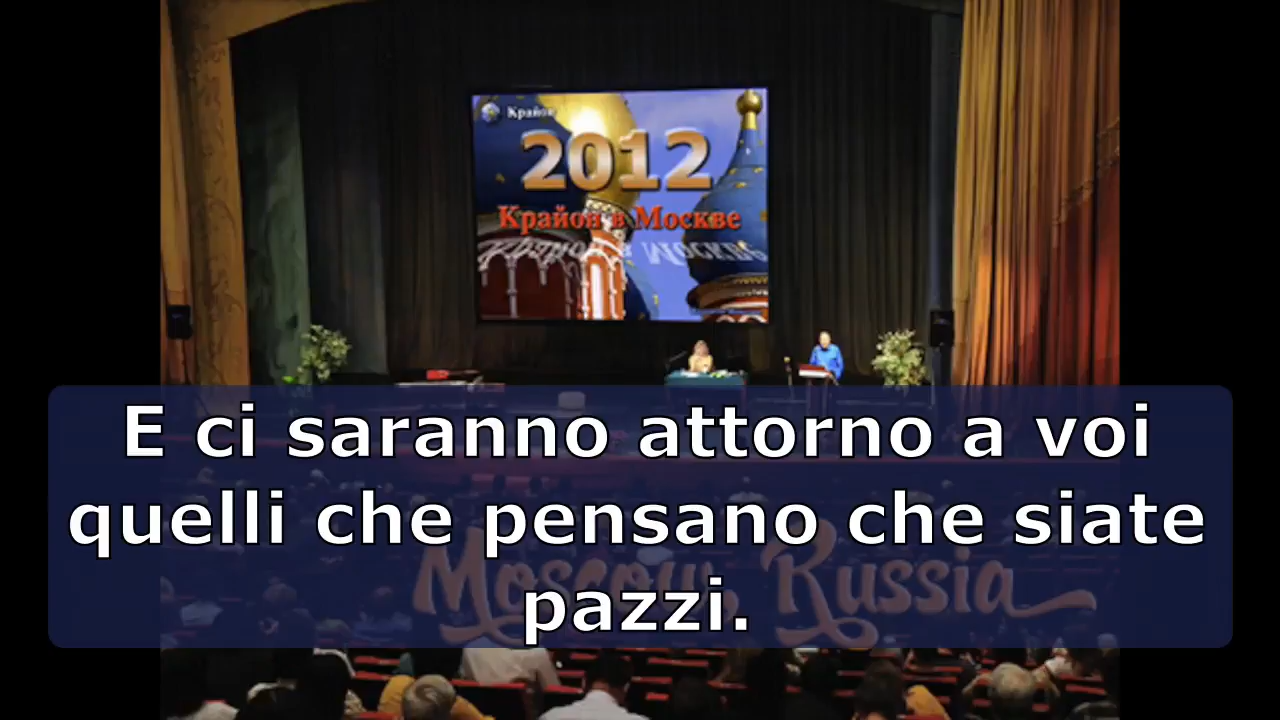 Крайон
2012
Крайон в Москве
E ci saranno attorno a voi
quelli che pensano che siate
pazzi.
Moscow, Russia